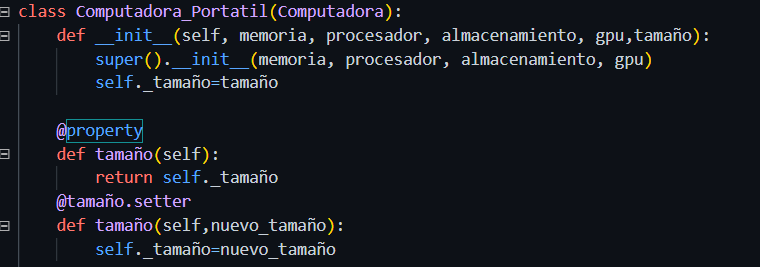 class Computadora_Portatil(Computadora):
    def __init__(self, memoria, procesador, almacenamiento, gpu,tamaño):
        super().__init__(memoria, procesador, almacenamiento, gpu)
        self._tamaño=tamaño

    @property
    def tamaño(self):
        return self._tamaño
    @tamaño.setter
    def tamaño(self,nuevo_tamaño):
        self._tamaño=nuevo_tamaño